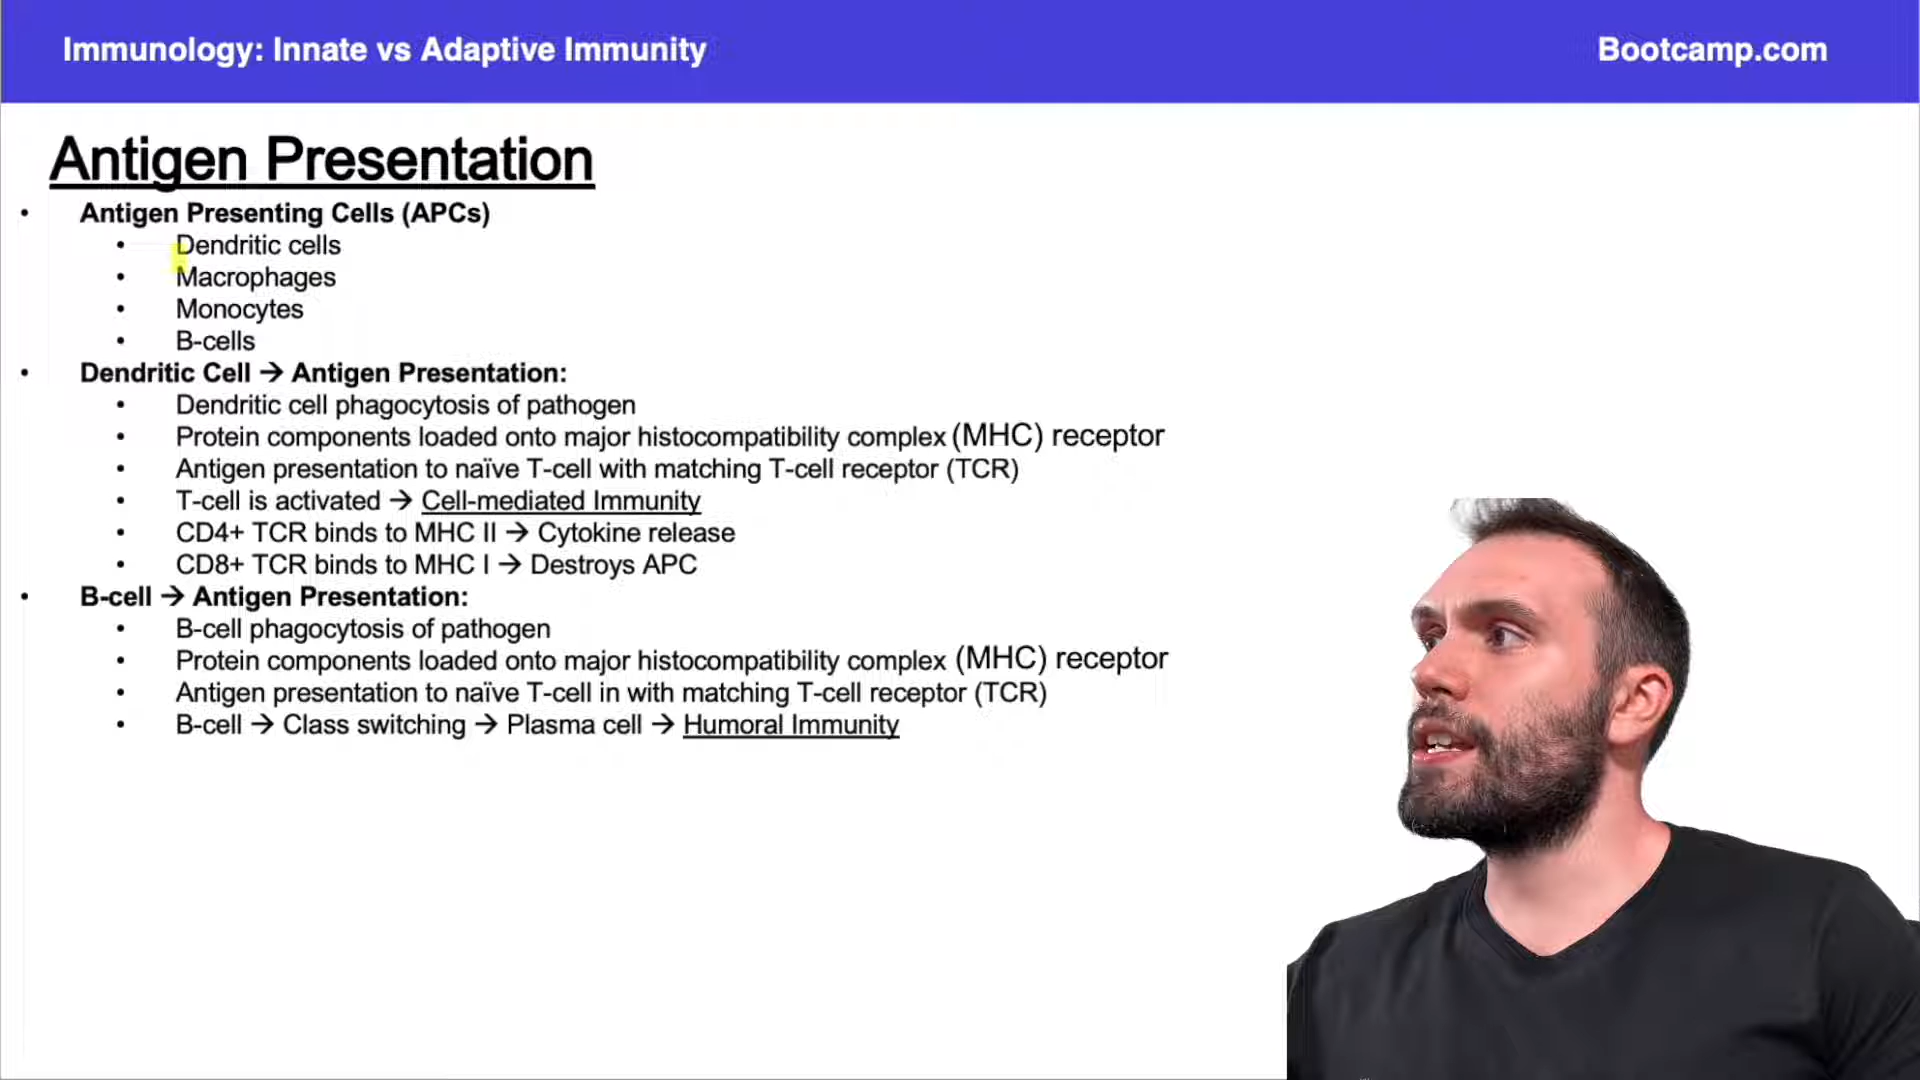 Immunology: Innate vs Adaptive Immunity
Bootcamp.com
Antigen Presentation
• Antigen Presenting Cells (APCs)
• Dendritic cells
• Macrophages
• Monocytes
• B-cells
• Dendritic Cell → Antigen Presentation:
• Dendritic cell phagocytosis of pathogen
• Protein components loaded onto major histocompatibility complex (MHC) receptor
• Antigen presentation to naïve T-cell with matching T-cell receptor (TCR)
• T-cell is activated → Cell-mediated Immunity
• CD4+ TCR binds to MHC II → Cytokine release
• CD8+ TCR binds to MHC I → Destroys APC
• B-cell → Antigen Presentation:
• B-cell phagocytosis of pathogen
• Protein components loaded onto major histocompatibility complex (MHC) receptor
• Antigen presentation to naïve T-cell in with matching T-cell receptor (TCR)
• B-cell → Class switching → Plasma cell → Humoral Immunity